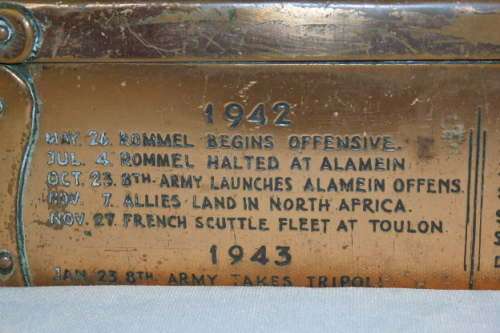 1942
MAY. 26. ROMMEL BEGINS OFFENSIVE.
JUL. 4. ROMMEL HALTED AT ALAMEIN
OCT. 23. 8TH. ARMY LAUNCHES ALAMEIN OFFENS.
NOV. 7. ALLIES LAND IN NORTH AFRICA.
NOV. 27. FRENCH SCUTTLE FLEET AT TOULON.
1943
JAN. 23 8TH. ARMY TAKES TRIPOLI